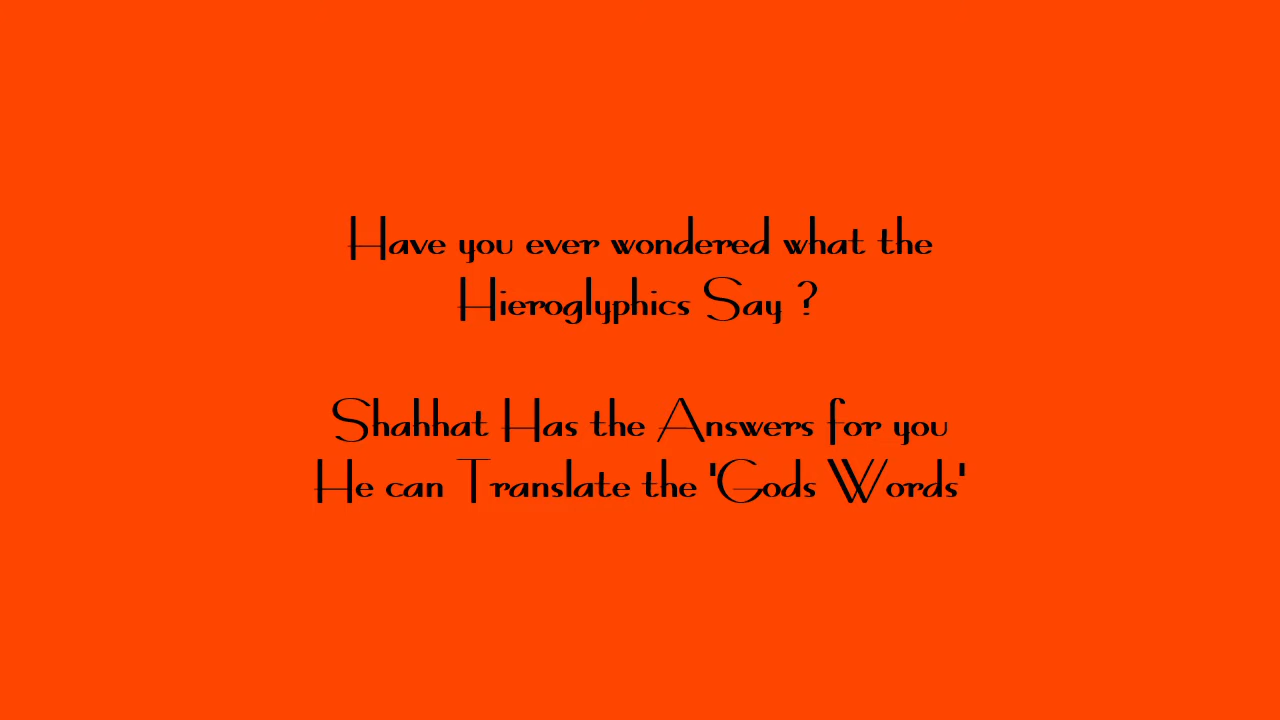 Have you ever wondered what the
Hieroglyphics Say ?
Shahhat Has the Answers for you
He can Translate the 'Gods Words'